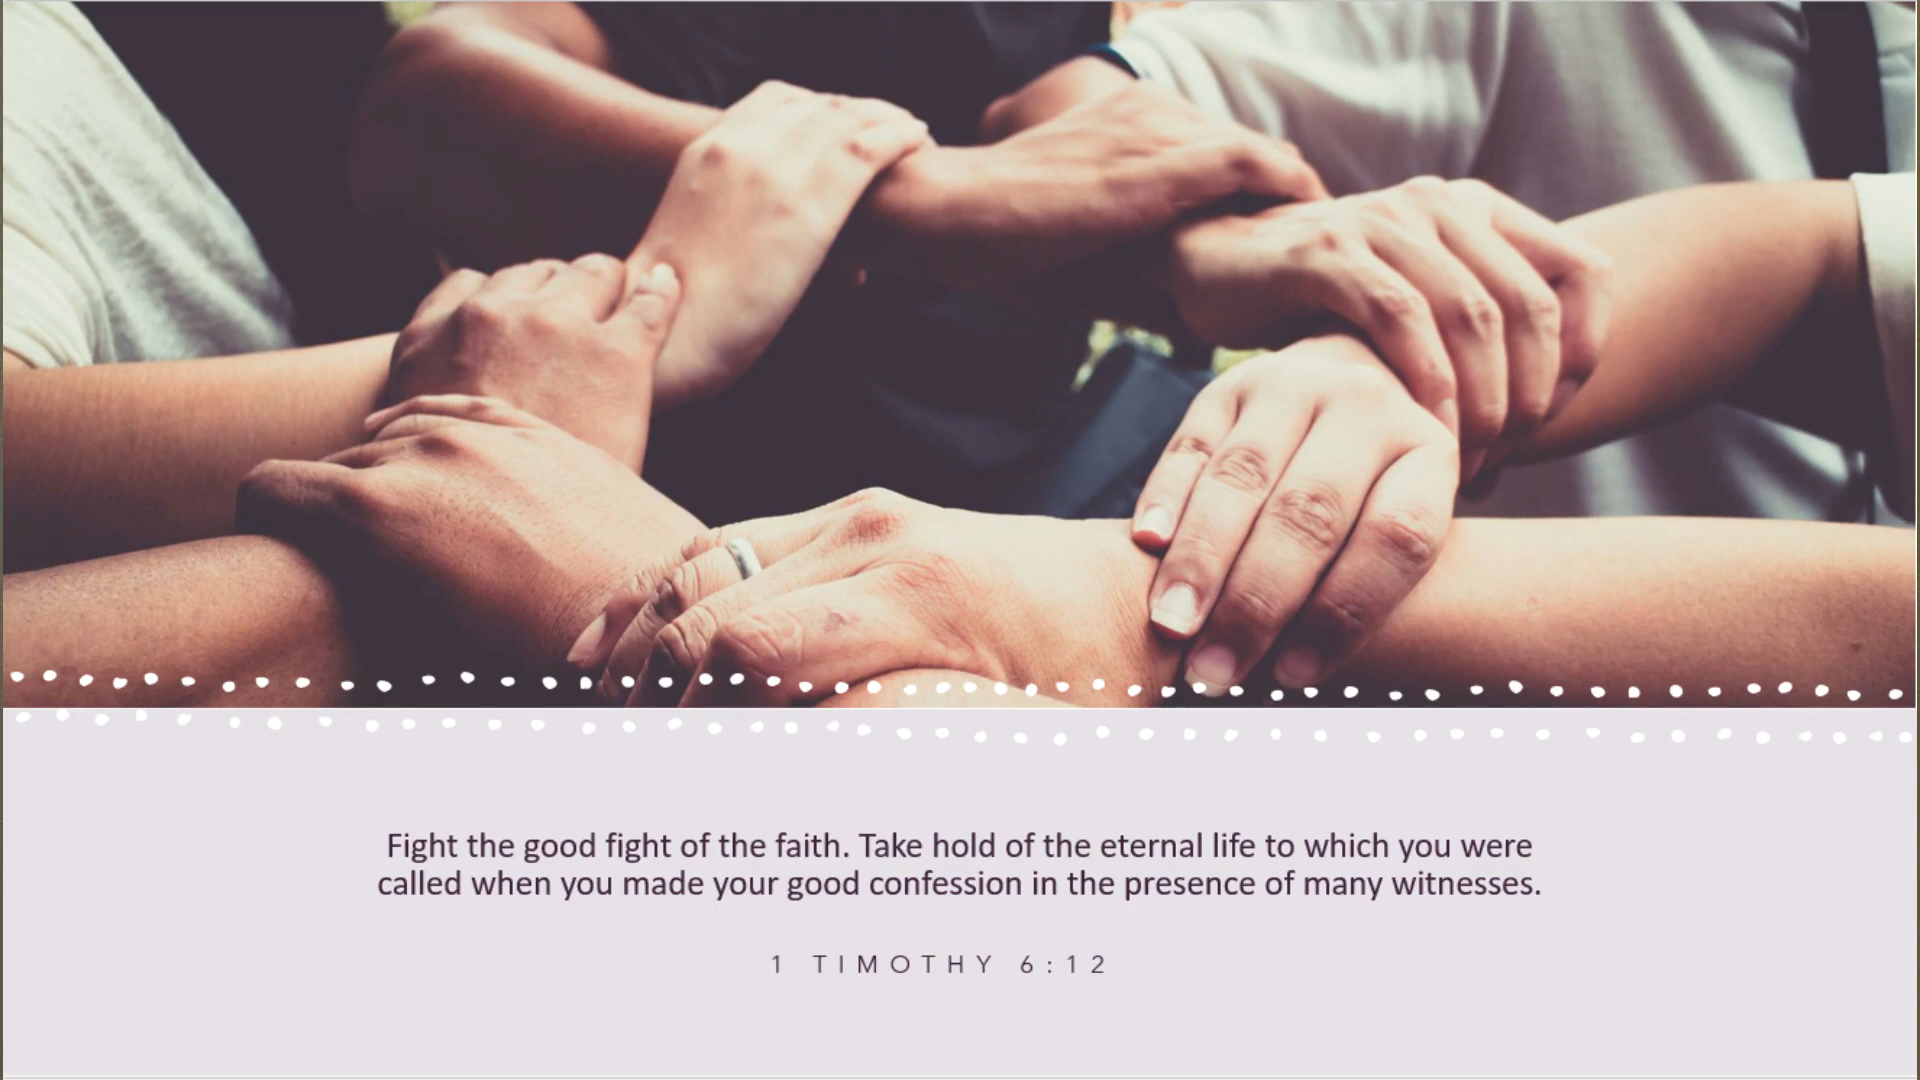 Fight the good fight of the faith. Take hold of the eternal life to which you were
called when you made your good confession in the presence of many witnesses.
1 TIMOTHY 6:12